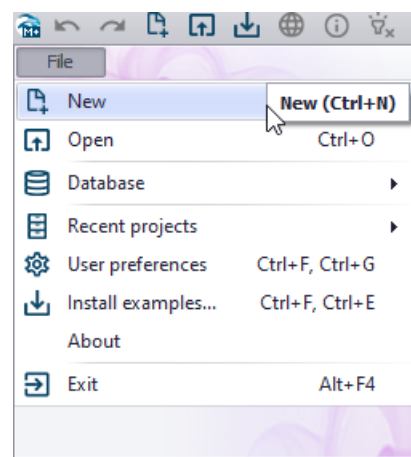 M+
File
New New (Ctrl+N)
Open Ctrl+O
Database
Recent projects
User preferences Ctrl+F, Ctrl+G
Install examples... Ctrl+F, Ctrl+E
About
Exit Alt+F4